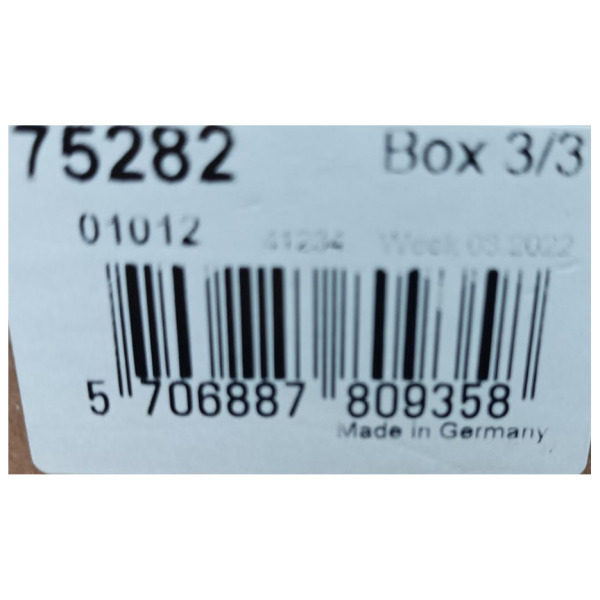 75282 Box 3/3
01012 41234 Week 03.2022
5 706887 809358
Made in Germany